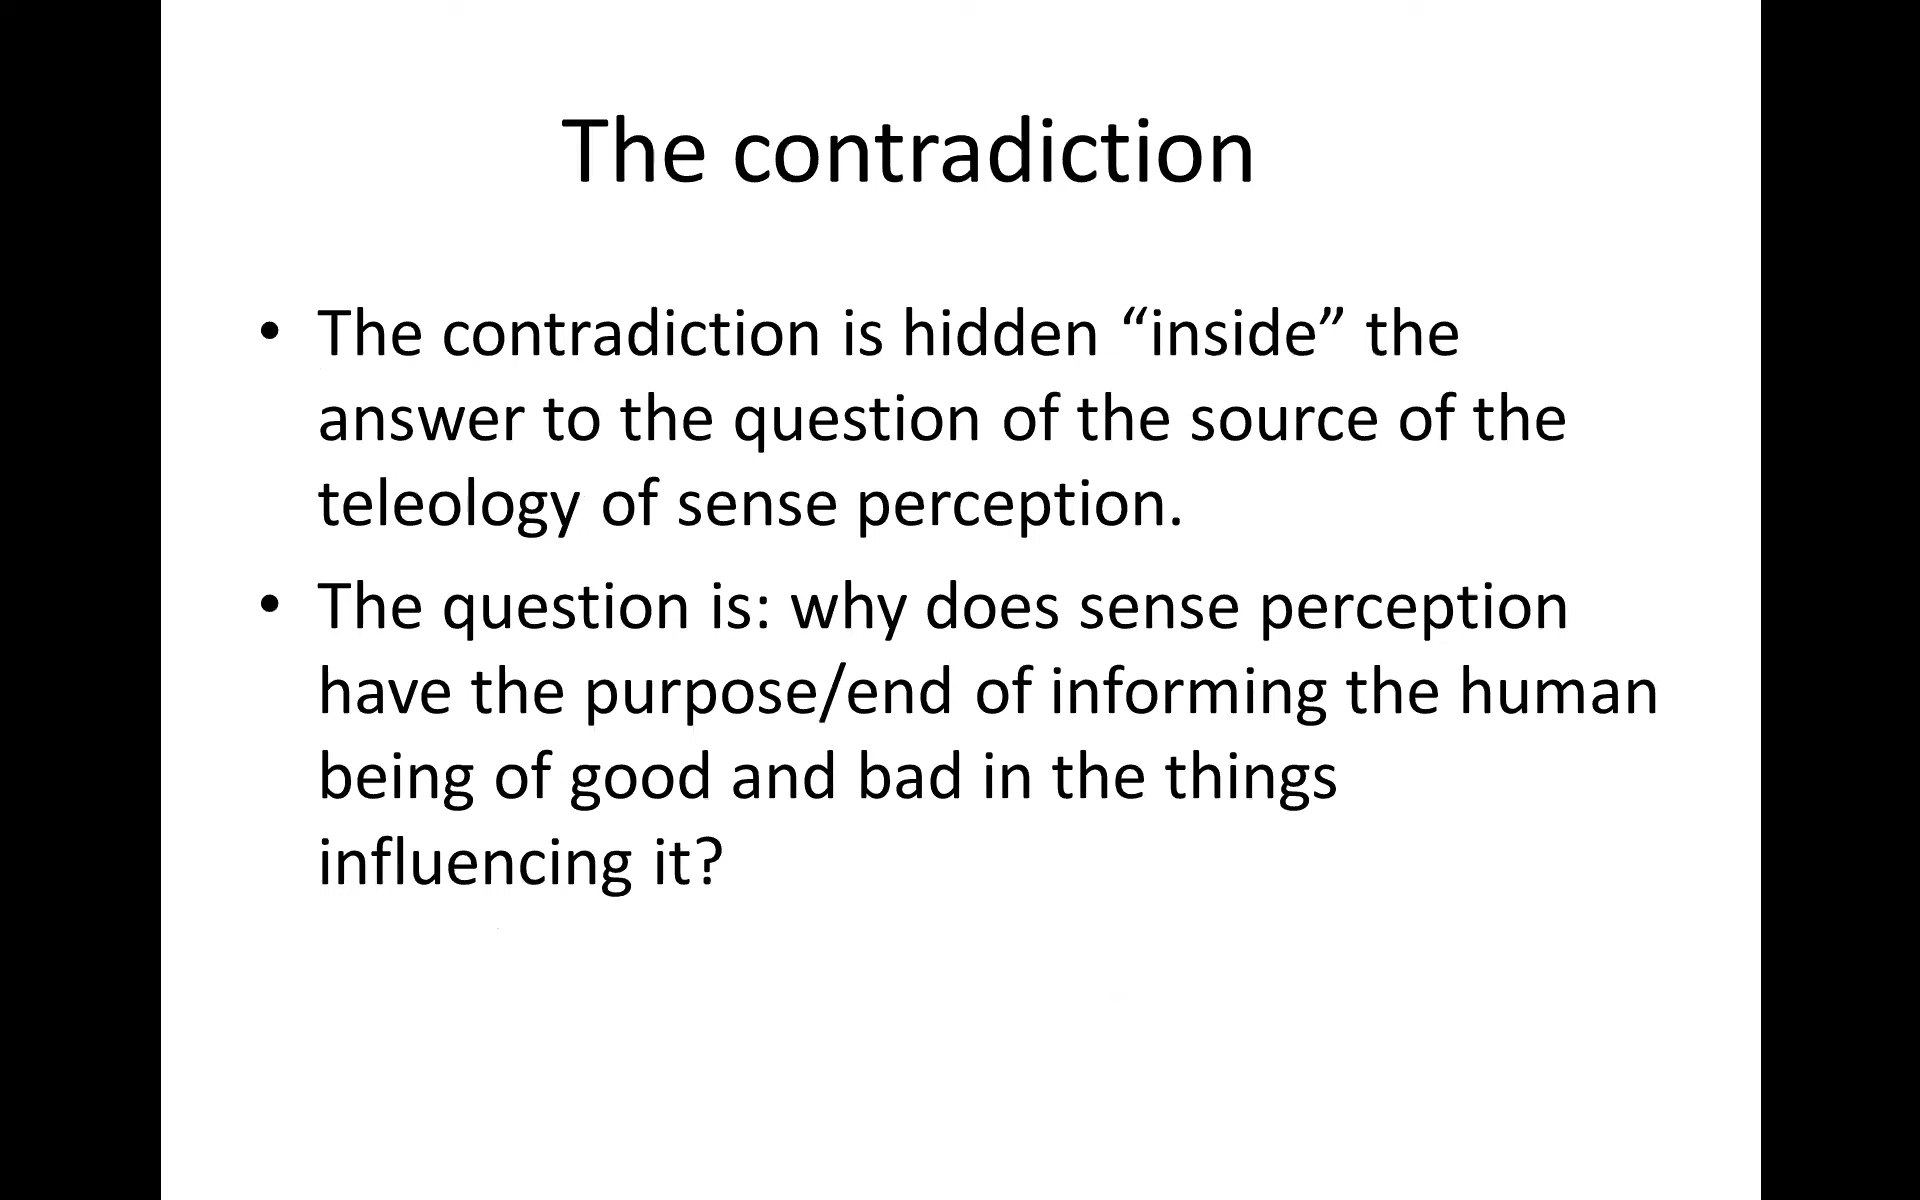 The contradiction
• The contradiction is hidden “inside” the
answer to the question of the source of the
teleology of sense perception.
• The question is: why does sense perception
have the purpose/end of informing the human
being of good and bad in the things
influencing it?